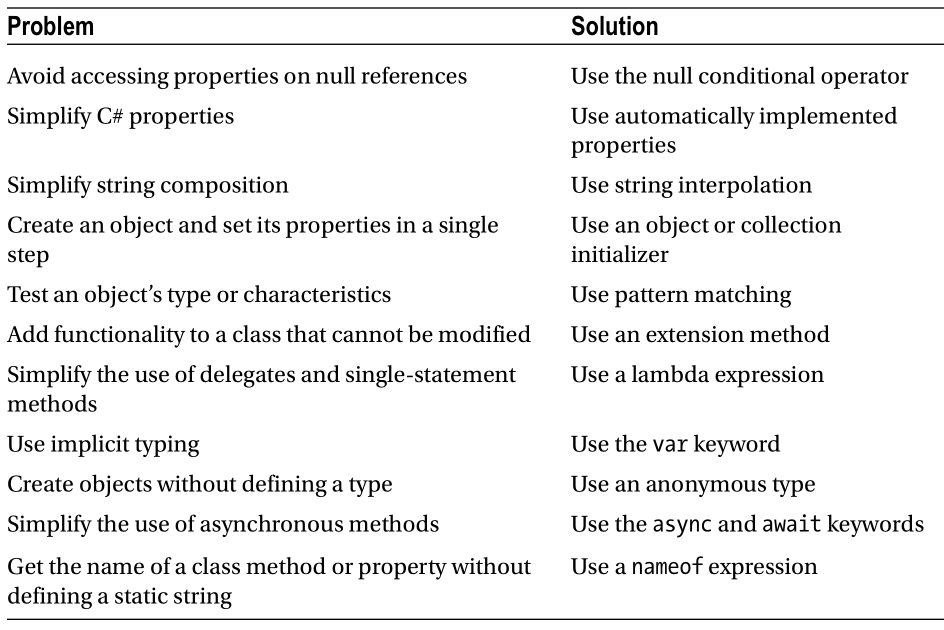 Problem Solution
Avoid accessing properties on null references Use the null conditional operator
Simplify C# properties Use automatically implemented
properties
Simplify string composition Use string interpolation
Create an object and set its properties in a single Use an object or collection
step initializer
Test an object’s type or characteristics Use pattern matching
Add functionality to a class that cannot be modified Use an extension method
Simplify the use of delegates and single-statement Use a lambda expression
methods
Use implicit typing Use the var keyword
Create objects without defining a type Use an anonymous type
Simplify the use of asynchronous methods Use the async and await keywords
Get the name of a class method or property without Use a nameof expression
defining a static string